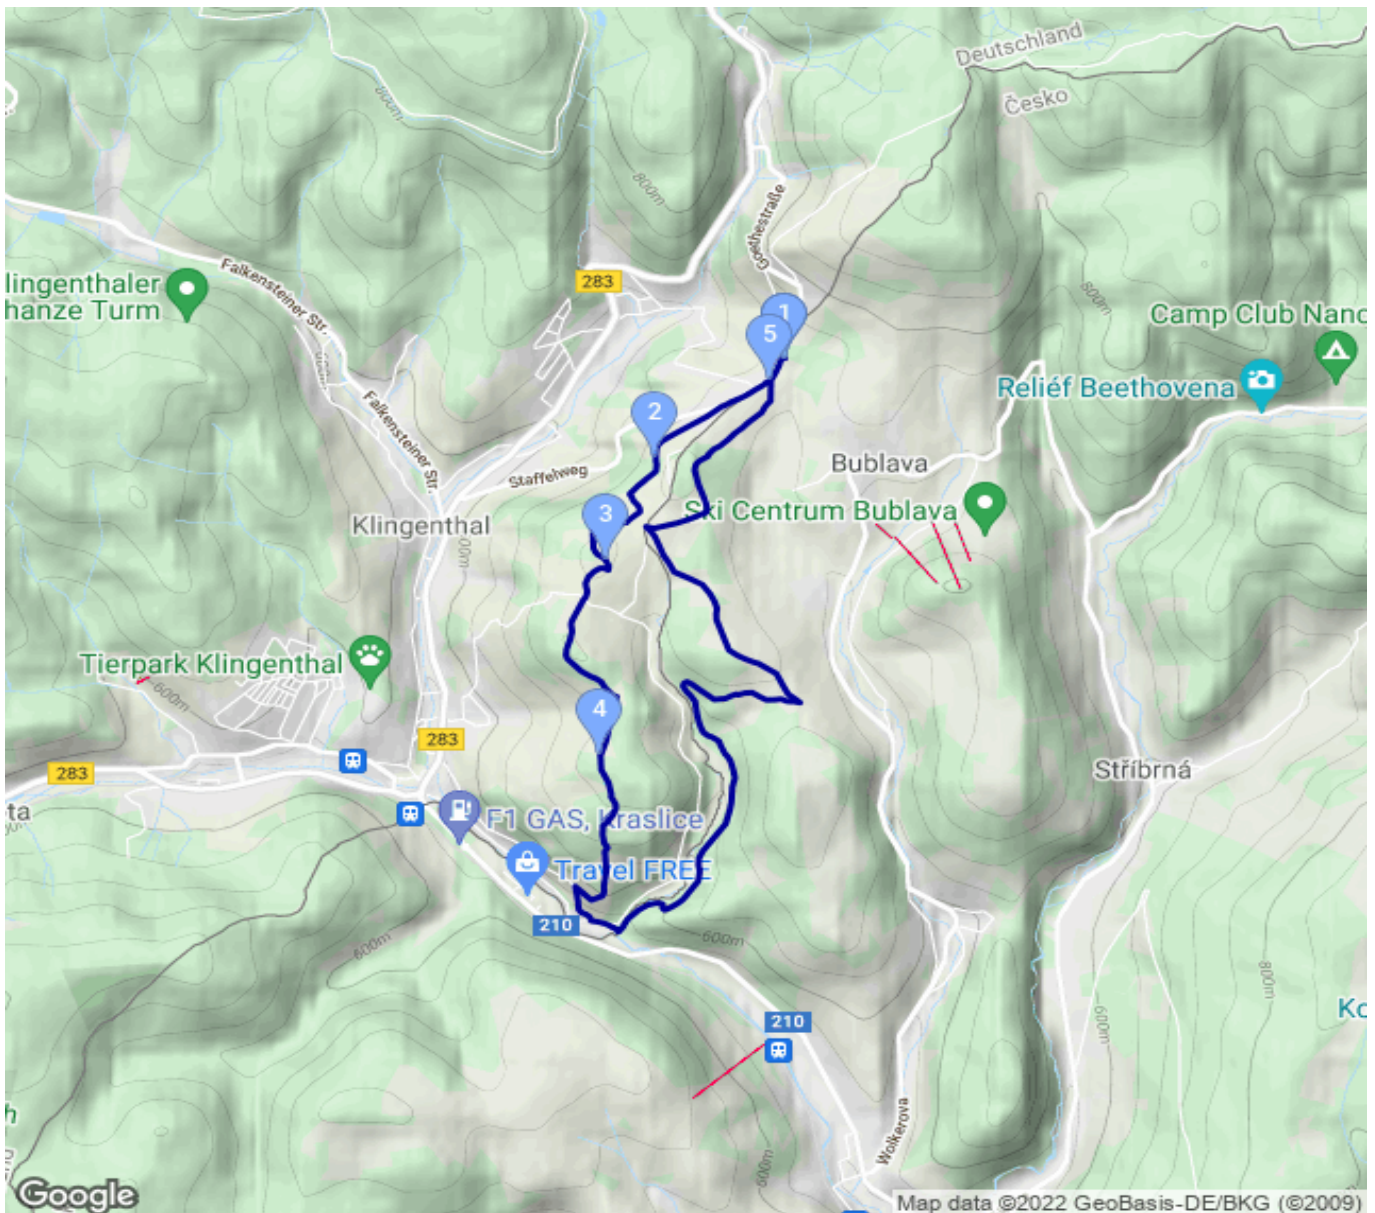 Deutschland
Česko
800m
800m
Goethestraße
283
Falkensteiner Str.
lingenthaler
hanze Turm
1
5
800m
Camp Club Nanc
Reliéf Beethovena
600m
Falkensteiner Str.
2
Staffelweg
Bublava
Ski Centrum Bublava
3
Klingenthal
Tierpark Klingenthal
600m
4
283
283
Stříbrná
F1 GAS, Kraslice
Travel FREE
210
600m
600m
800m
600m
210
Wolkerova
600m
Google
Map data ©2022 GeoBasis-DE/BKG (©2009)